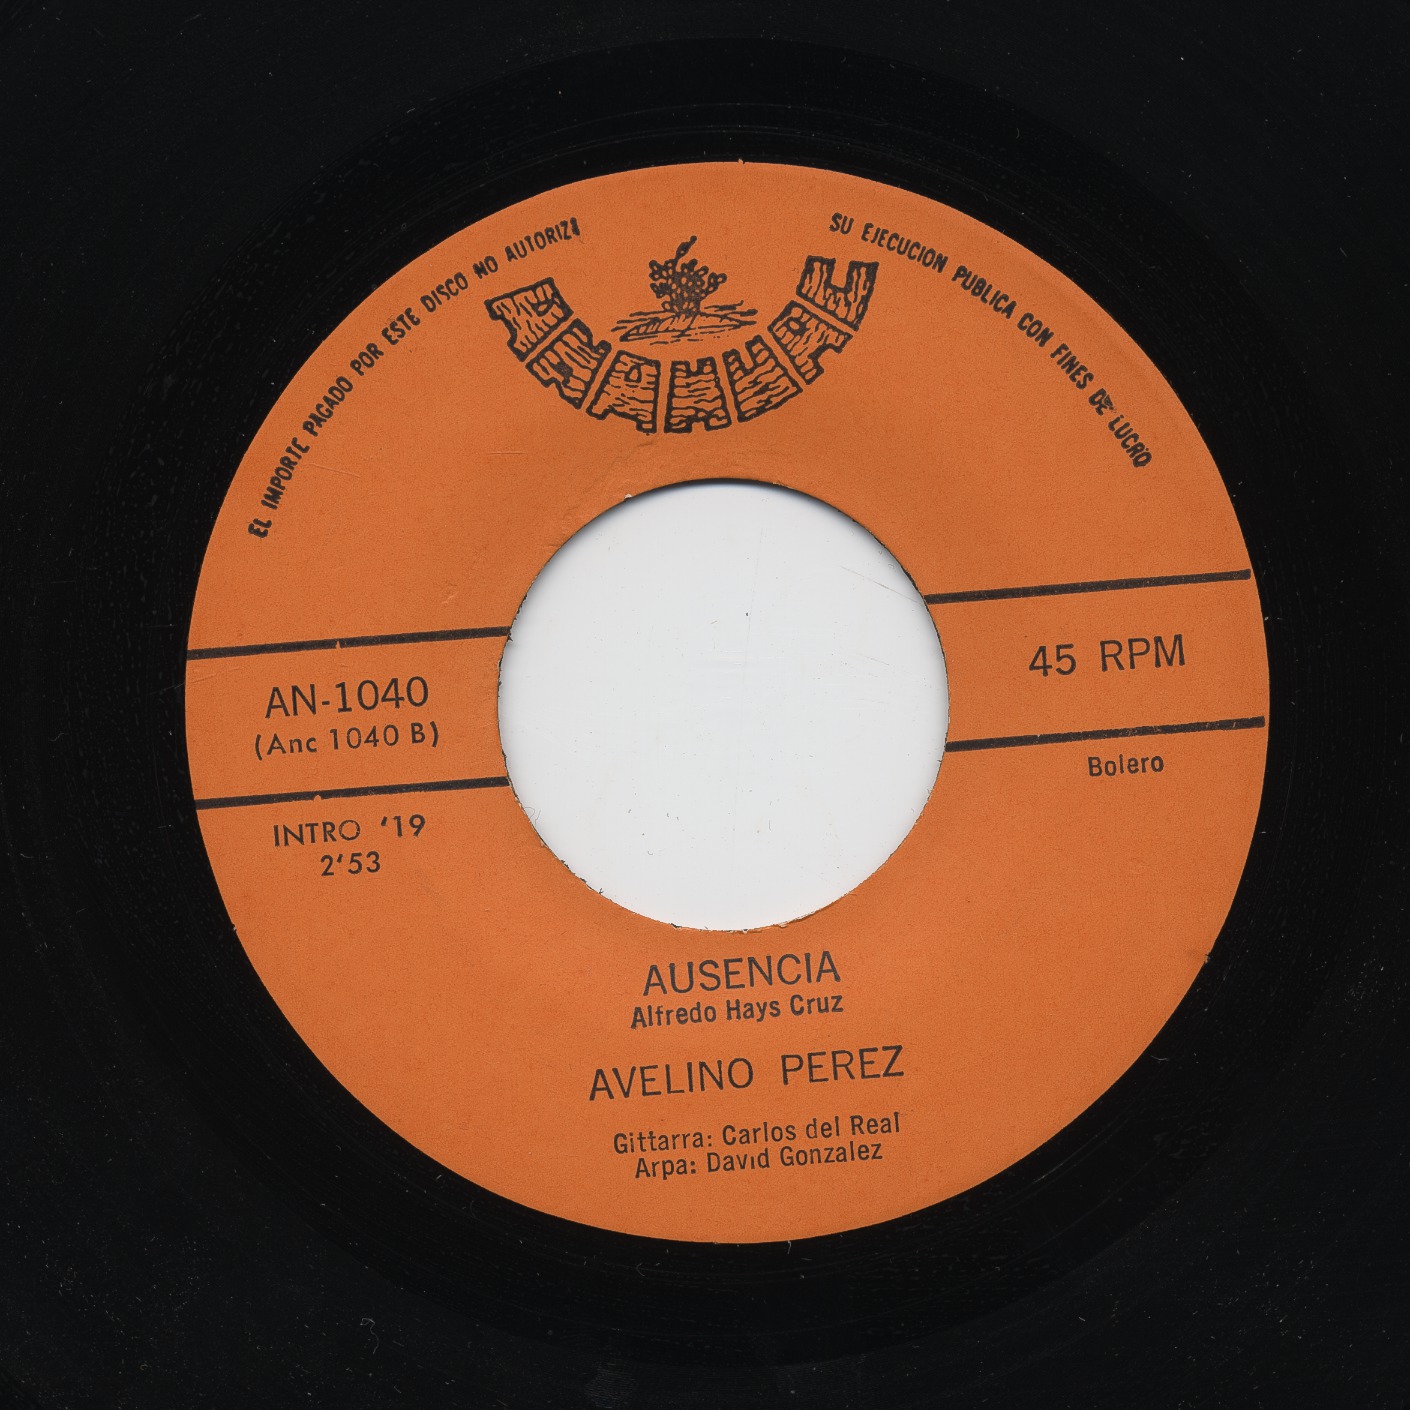 EL IMPORTE PAGADO POR ESTE DISCO NO AUTORIZA
SU EJECUCION PUBLICA CON FINES DE LUCRO
45 RPM
AN-1040
(Anc 1040 B)
Bolero
INTRO '19
2'53
AUSENCIA
Alfredo Hays Cruz
AVELINO PEREZ
Gittarra: Carlos del Real
Arpa: David Gonzalez